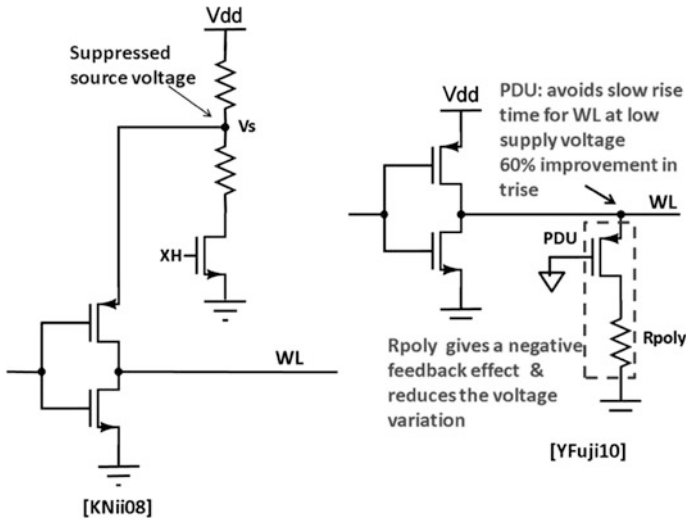 Vdd
Suppressed
source voltage
Vs
XH
WL
[KNii08]
PDU: avoids slow rise
time for WL at low
supply voltage
60% improvement in
trise
Vdd
WL
PDU
Rpoly
Rpoly gives a negative
feedback effect &
reduces the voltage
variation
[YFuji10]